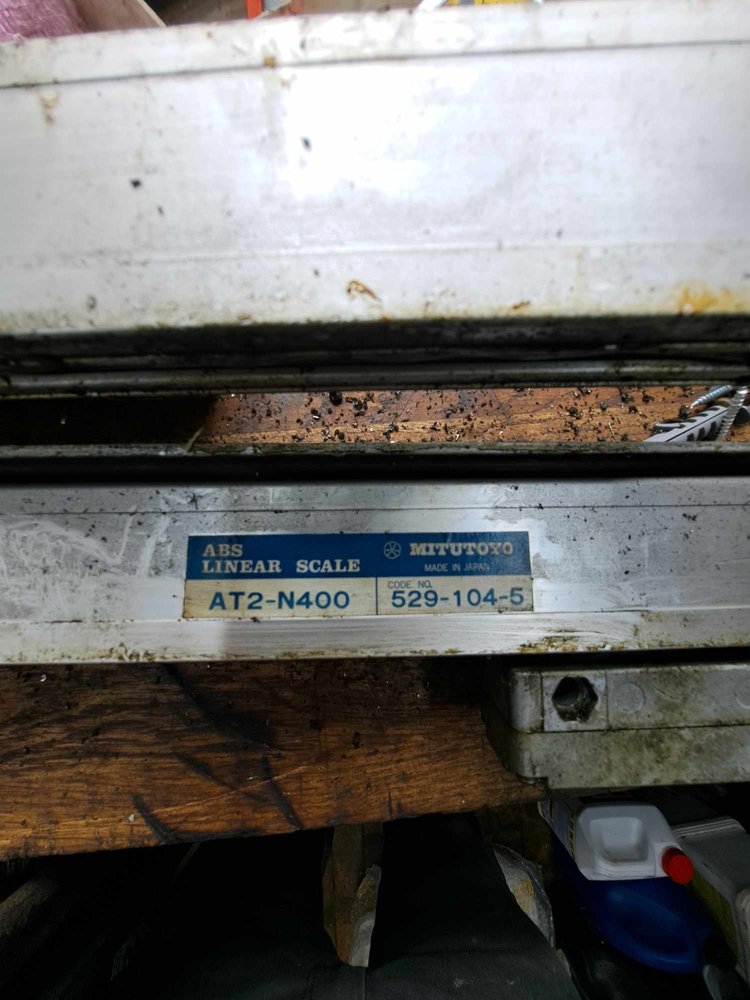 ABS
LINEAR SCALE
MITUTOYO
MADE IN JAPAN
AT2-N400
CODE NO.
529-104-5